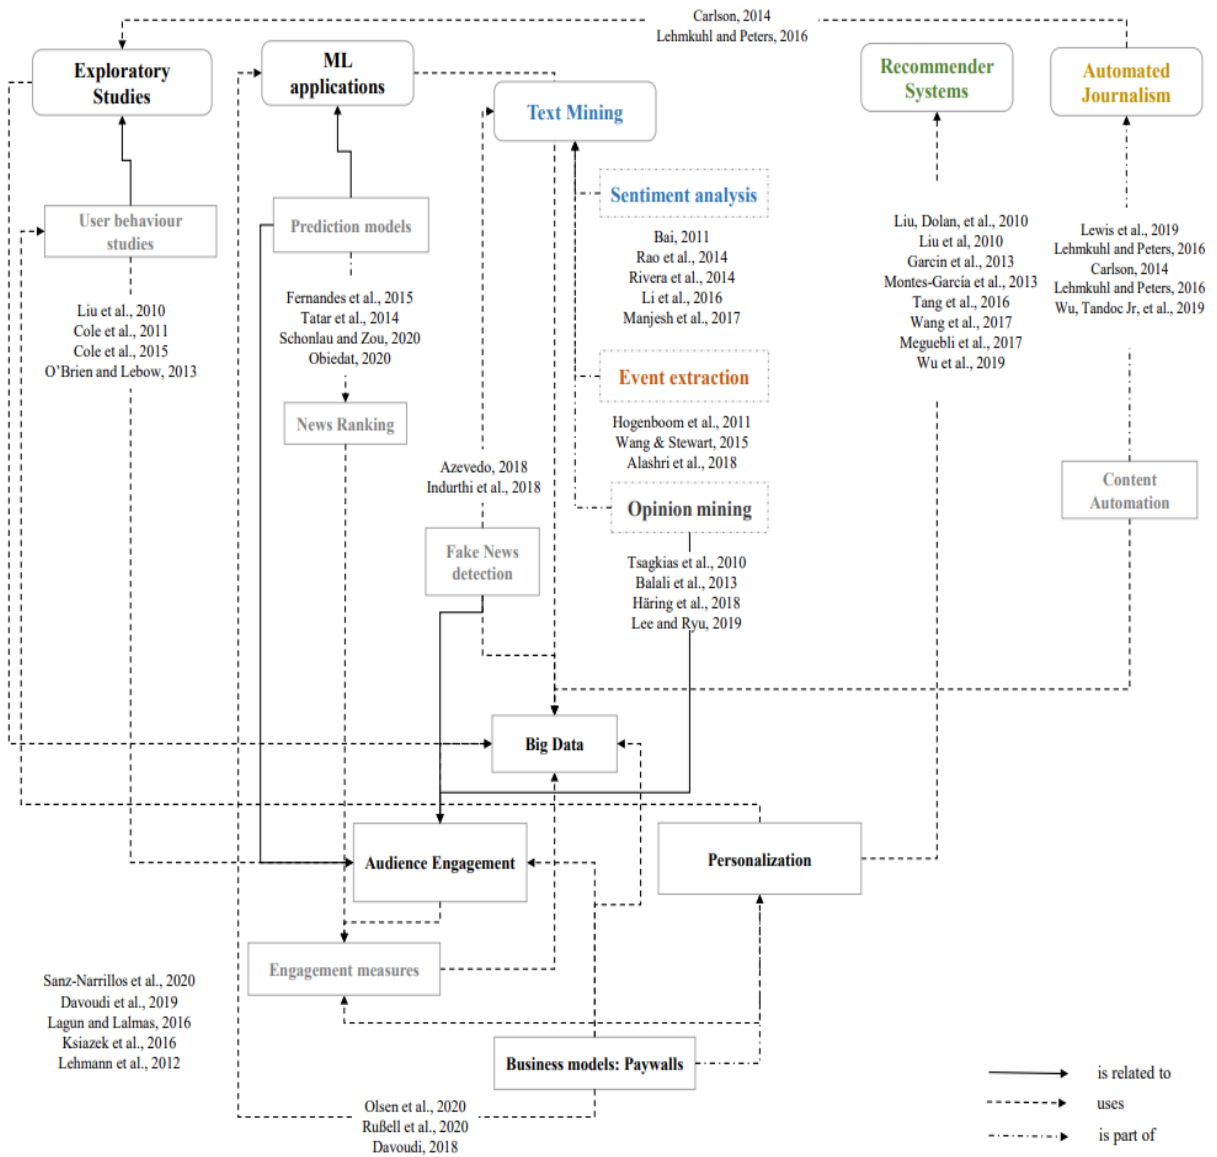 Carlson, 2014
Lehmkuhl and Peters, 2016
Exploratory
Studies
ML
applications
Text Mining
Recommender
Systems
Automated
Journalism
Sentiment analysis
User behaviour
studies
Prediction models
Bai, 2011
Rao et al., 2014
Rivera et al., 2014
Li et al., 2016
Manjesh et al., 2017
Liu, Dolan, et al., 2010
Liu et al, 2010
Garcin et al., 2013
Montes-García et al., 2013
Tang et al., 2016
Wang et al., 2017
Meguebli et al., 2017
Wu et al., 2019
Lewis et al., 2019
Lehmkuhl and Peters, 2016
Carlson, 2014
Lehmkuhl and Peters, 2016
Wu, Tandoc Jr, et al., 2019
Liu et al., 2010
Cole et al., 2011
Cole et al., 2015
O'Brien and Lebow, 2013
Fernandes et al., 2015
Tatar et al., 2014
Schonlau and Zou, 2020
Obiedat, 2020
News Ranking
Event extraction
Hogenboom et al., 2011
Wang & Stewart, 2015
Alashri et al., 2018
Azevedo, 2018
Indurthi et al., 2018
Opinion mining
Content
Automation
Fake News
detection
Tsagkias et al., 2010
Balali et al., 2013
Häring et al., 2018
Lee and Ryu, 2019
Big Data
Audience Engagement
Personalization
Engagement measures
Sanz-Narrillos et al., 2020
Davoudi et al., 2019
Lagun and Lalmas, 2016
Ksiazek et al., 2016
Lehmann et al., 2012
Business models: Paywalls
Olsen et al., 2020
Rußell et al., 2020
Davoudi, 2018
is related to
uses
is part of